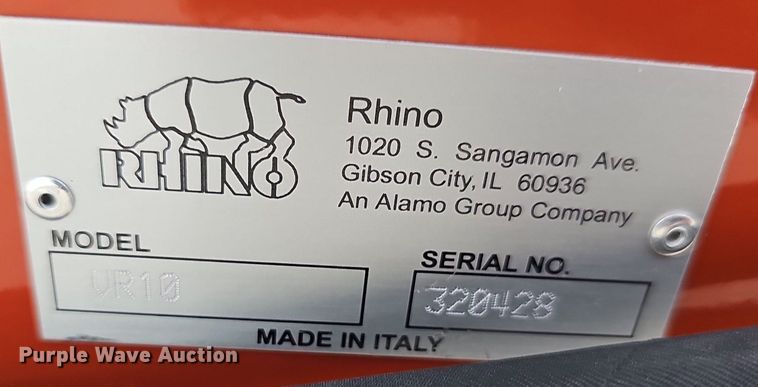 RHINO
Rhino
1020 S. Sangamon Ave.
Gibson City, IL 60936
An Alamo Group Company
MODEL
VR10
SERIAL NO.
320428
MADE IN ITALY
Purple Wave Auction